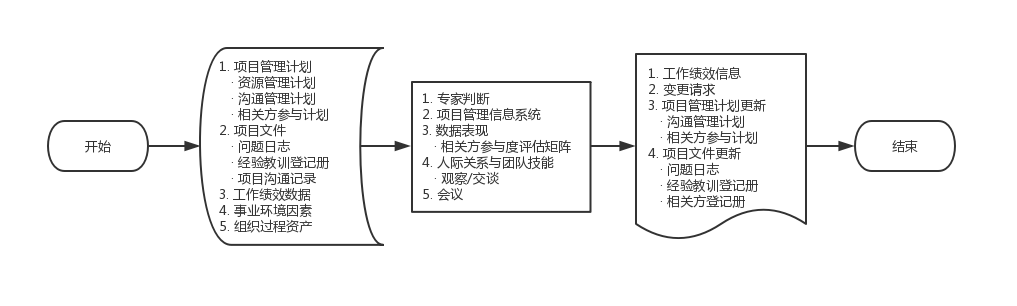 开始
1. 项目管理计划
· 资源管理计划
· 沟通管理计划
· 相关方参与计划
2. 项目文件
· 问题日志
· 经验教训登记册
· 项目沟通记录
3. 工作绩效数据
4. 事业环境因素
5. 组织过程资产
1. 专家判断
2. 项目管理信息系统
3. 数据表现
· 相关方参与度评估矩阵
4. 人际关系与团队技能
· 观察/交谈
5. 会议
1. 工作绩效信息
2. 变更请求
3. 项目管理计划更新
· 沟通管理计划
· 相关方参与计划
4. 项目文件更新
· 问题日志
· 经验教训登记册
· 相关方登记册
结束